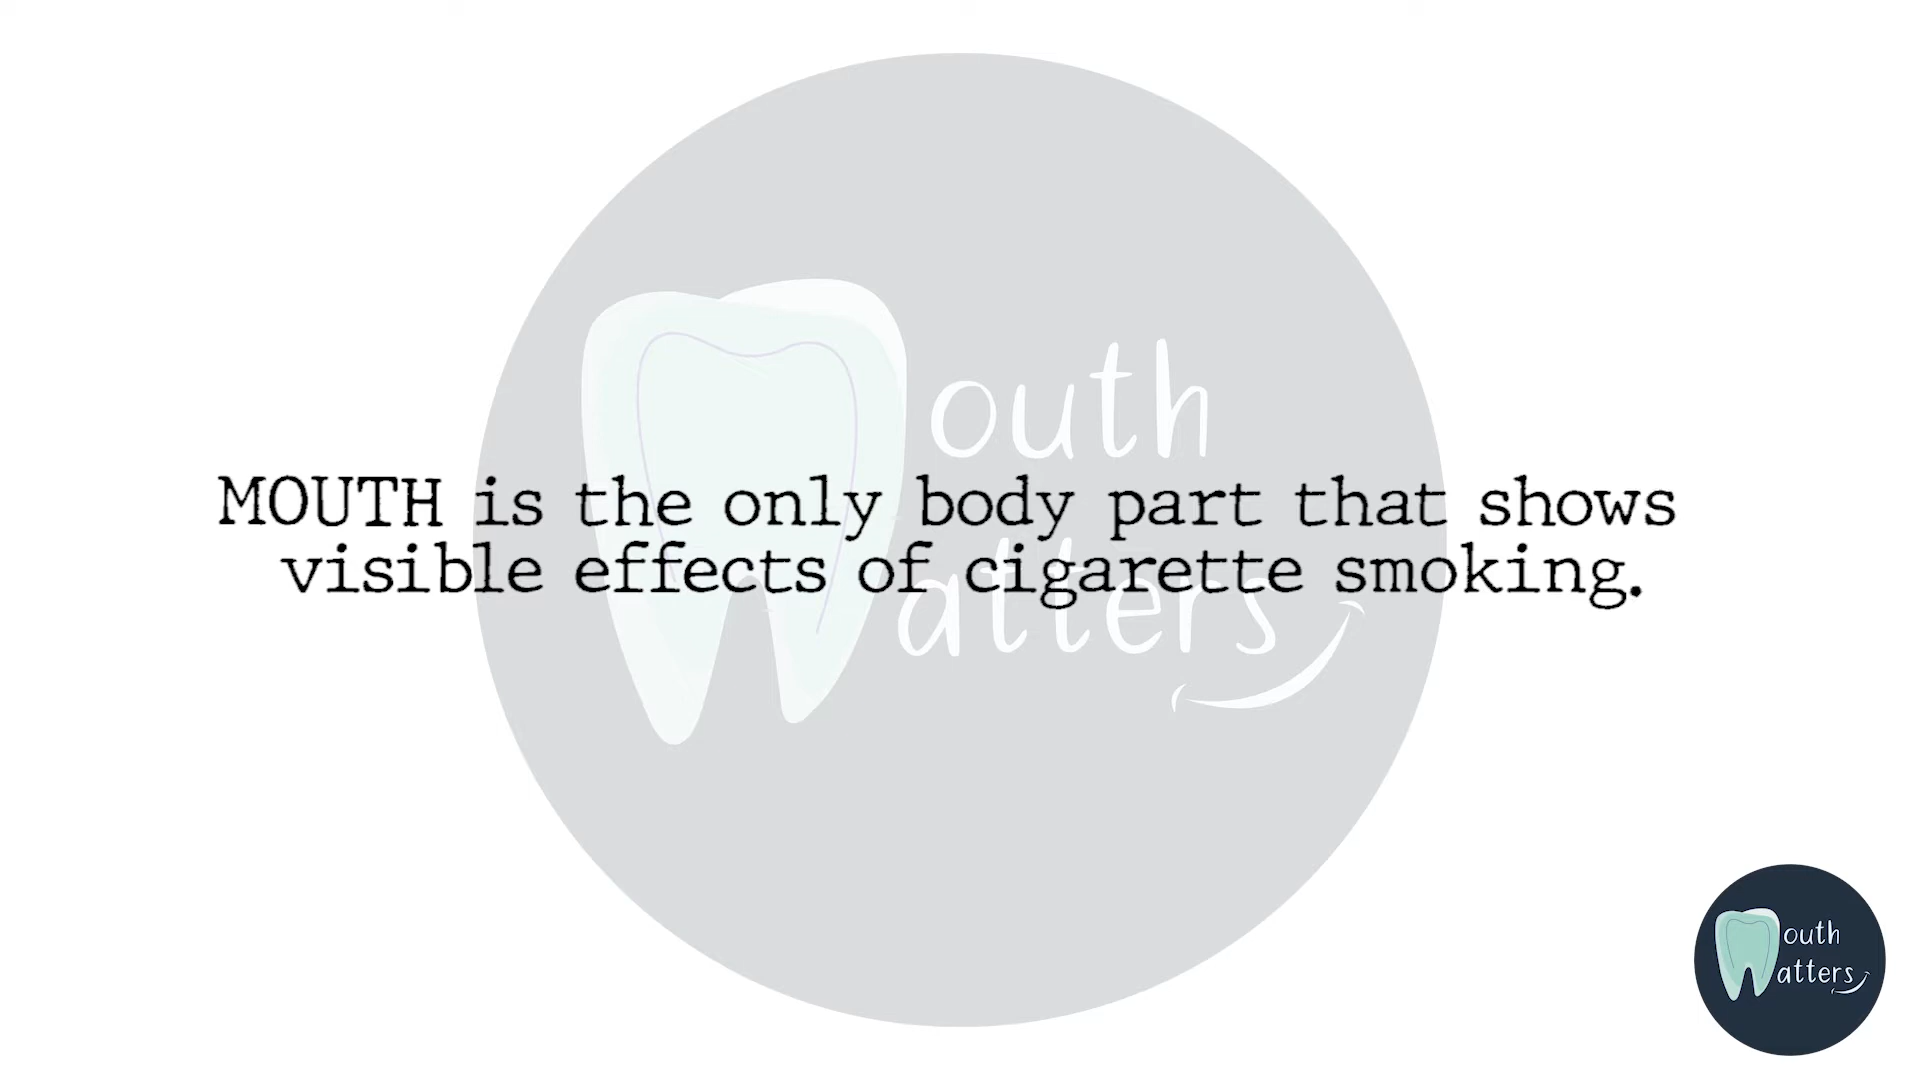 outh
MOUTH is the only body part that shows
visible effects of cigarette smoking.
atters
outh
atters